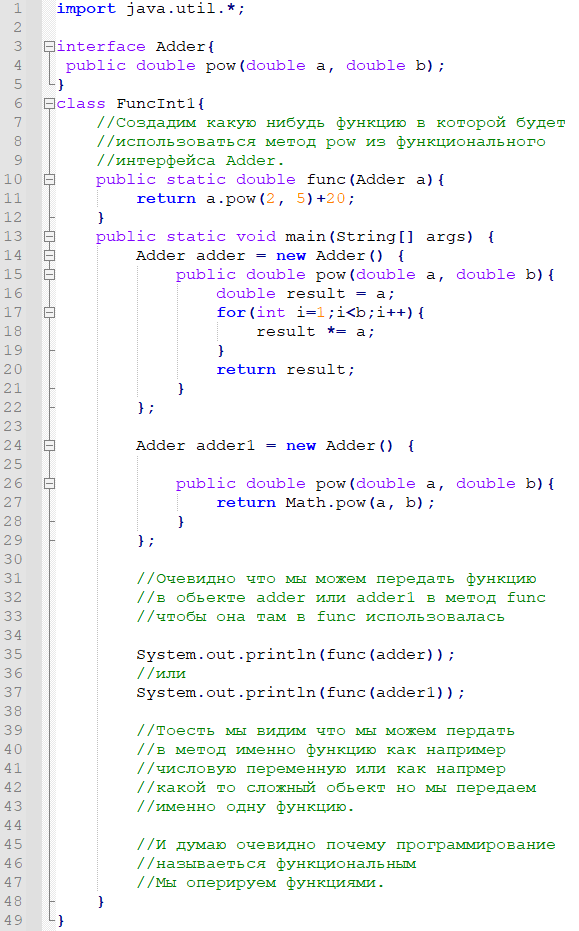 1 import java.util.*;
2
3 interface Adder{
4 public double pow(double a, double b);
5 }
6 class FuncInt1{
7 //Создадим какую нибудь функцию в которой будет
8 //использоваться метод pow из функционального
9 //интерфейса Adder.
10 public static double func(Adder a){
11 return a.pow(2, 5)+20;
12 }
13 public static void main(String[] args) {
14 Adder adder = new Adder() {
15 public double pow(double a, double b){
16 double result = a;
17 for(int i=1;i<b;i++){
18 result *= a;
19 }
20 return result;
21 }
22 };
23
24 Adder adder1 = new Adder() {
25
26 public double pow(double a, double b){
27 return Math.pow(a, b);
28 }
29 };
30
31 //Очевидно что мы можем передать функцию
32 //в обьекте adder или adder1 в метод func
33 //чтобы она там в func использовалась
34
35 System.out.println(func(adder));
36 //или
37 System.out.println(func(adder1));
38
39 //Тоесть мы видим что мы можем пердать
40 //в метод именно функцию как например
41 //числовую переменную или как напрмер
42 //какой то сложный обьект но мы передаем
43 //именно одну функцию.
44
45 //И думаю очевидно почему программирование
46 //называеться функциональным
47 //Мы оперируем функциями.
48 }
49 }